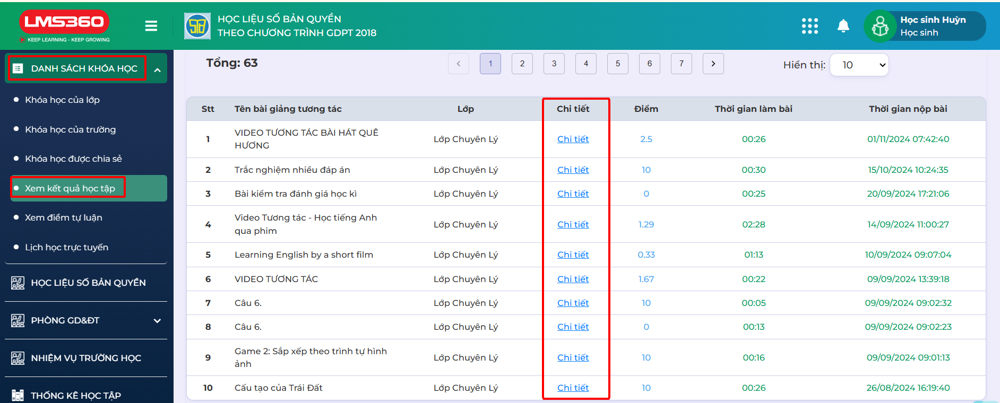 LMS360
KEEP LEARNING - KEEP GROWING
HỌC LIỆU SỐ BẢN QUYỀN
THEO CHƯƠNG TRÌNH GDPT 2018
Học sinh Huỳn
Học sinh
DANH SÁCH KHÓA HỌC
Khóa học của lớp
Khóa học của trường
Khóa học được chia sẻ
Xem kết quả học tập
Xem điểm tự luận
Lịch học trực tuyến
HỌC LIỆU SỐ BẢN QUYỀN
PHÒNG GD&ĐT
NHIỆM VỤ TRƯỜNG HỌC
THỐNG KÊ HỌC TẬP
Tổng: 63
< 1 2 3 4 5 6 7 >
Hiển thị: 10
Stt Tên bài giảng tương tác Lớp Chi tiết Điểm Thời gian làm bài Thời gian nộp bài
1 VIDEO TƯƠNG TÁC BÀI HÁT QUÊ
HƯƠNG Lớp Chuyên Lý Chi tiết 2.5 00:26 01/11/2024 07:42:40
2 Trắc nghiệm nhiều đáp án Lớp Chuyên Lý Chi tiết 10 00:30 15/10/2024 10:24:35
3 Bài kiểm tra đánh giá học kì Lớp Chuyên Lý Chi tiết 0 00:25 20/09/2024 17:21:06
4 Video Tương tác - Học tiếng Anh
qua phim Lớp Chuyên Lý Chi tiết 1.29 02:28 14/09/2024 11:00:27
5 Learning English by a short film Lớp Chuyên Lý Chi tiết 0.33 01:13 10/09/2024 09:07:04
6 VIDEO TƯƠNG TÁC Lớp Chuyên Lý Chi tiết 1.67 00:22 09/09/2024 13:39:18
7 Câu 6. Lớp Chuyên Lý Chi tiết 10 00:05 09/09/2024 09:02:32
8 Câu 6. Lớp Chuyên Lý Chi tiết 0 00:13 09/09/2024 09:02:23
9 Game 2: Sắp xếp theo trình tự hình
ảnh Lớp Chuyên Lý Chi tiết 10 00:16 09/09/2024 09:01:13
10 Cấu tạo của Trái Đất Lớp Chuyên Lý Chi tiết 10 00:26 26/08/2024 16:19:40